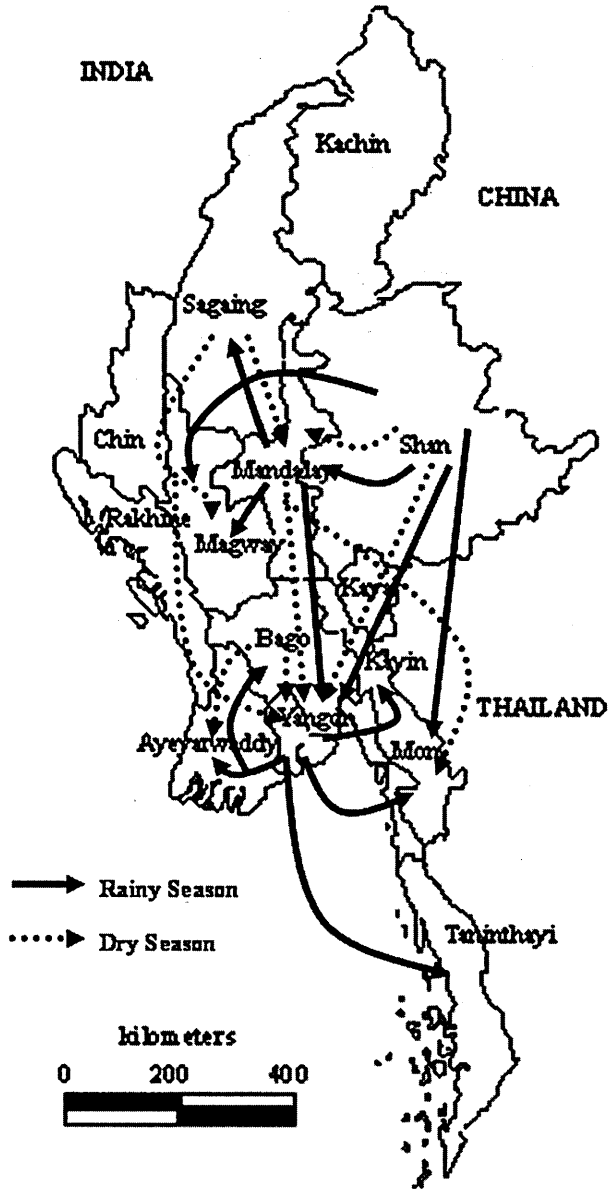 INDIA
Kachin
CHINA
Sagaing
Chin
Shan
Mandalay
Rakhine
Magway
Kaya
Bago
Kayin
Yangon
THAILAND
Ayeyarwaddy
Mon
Rainy Season
Dry Season
Taninthayi
kilometers
0 200 400